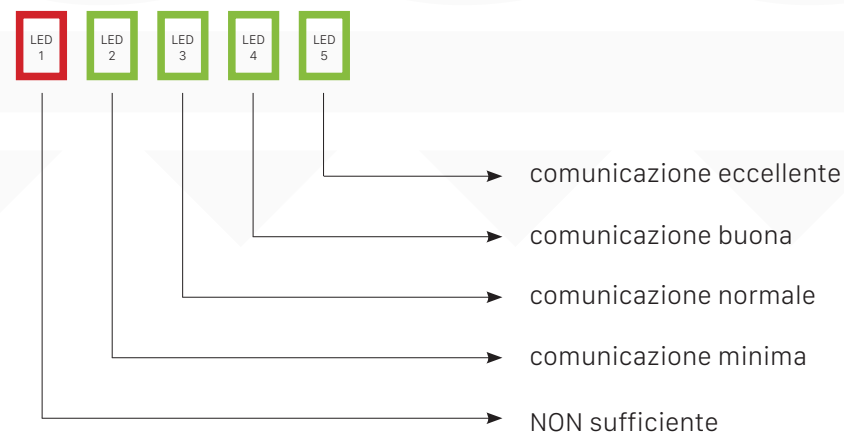 LED
1
LED
2
LED
3
LED
4
LED
5
comunicazione eccellente
comunicazione buona
comunicazione normale
comunicazione minima
NON sufficiente